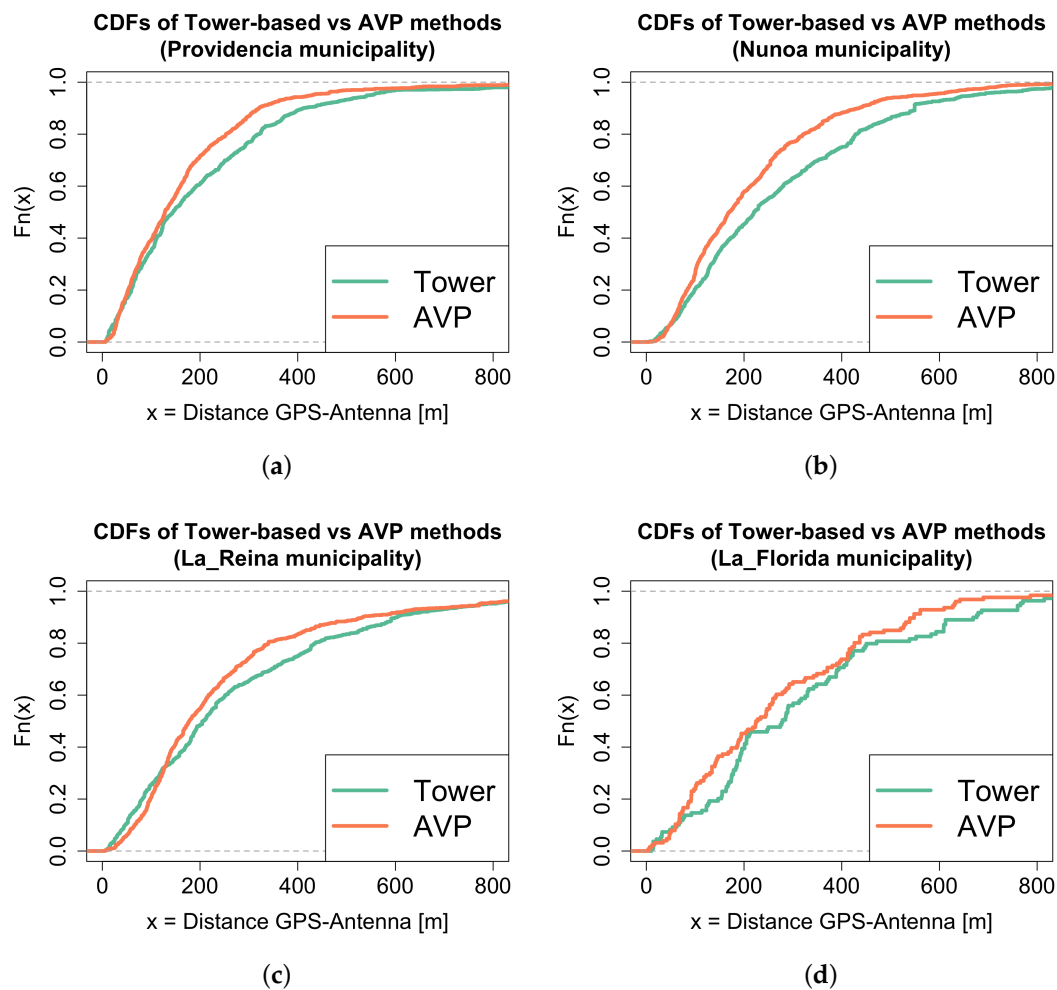 CDFs of Tower-based vs AVP methods
(Providencia municipality)
Fn(x)
0.0 0.2 0.4 0.6 0.8 1.0
Tower
AVP
0 200 400 600 800
x = Distance GPS-Antenna [m]
(a)
CDFs of Tower-based vs AVP methods
(Nunoa municipality)
Fn(x)
0.0 0.2 0.4 0.6 0.8 1.0
Tower
AVP
0 200 400 600 800
x = Distance GPS-Antenna [m]
(b)
CDFs of Tower-based vs AVP methods
(La_Reina municipality)
Fn(x)
0.0 0.2 0.4 0.6 0.8 1.0
Tower
AVP
0 200 400 600 800
x = Distance GPS-Antenna [m]
(c)
CDFs of Tower-based vs AVP methods
(La_Florida municipality)
Fn(x)
0.0 0.2 0.4 0.6 0.8 1.0
Tower
AVP
0 200 400 600 800
x = Distance GPS-Antenna [m]
(d)